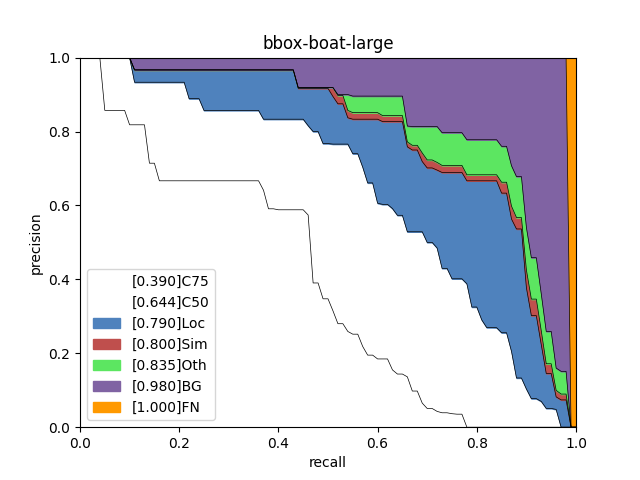 bbox-boat-large
precision
1.0
0.8
0.6
0.4
0.2
0.0
[0.390]C75
[0.644]C50
[0.790]Loc
[0.800]Sim
[0.835]Oth
[0.980]BG
[1.000]FN
0.0 0.2 0.4 0.6 0.8 1.0
recall